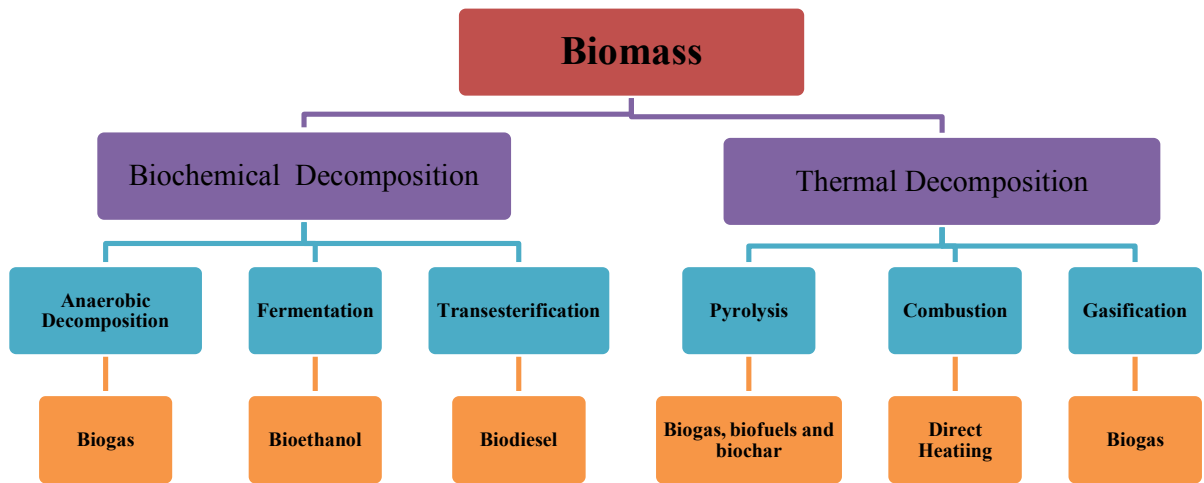 Biomass
Biochemical Decomposition
Thermal Decomposition
Anaerobic
Decomposition
Fermentation
Transesterification
Pyrolysis
Combustion
Gasification
Biogas
Bioethanol
Biodiesel
Biogas, biofuels and
biochar
Direct
Heatiing
Biogas